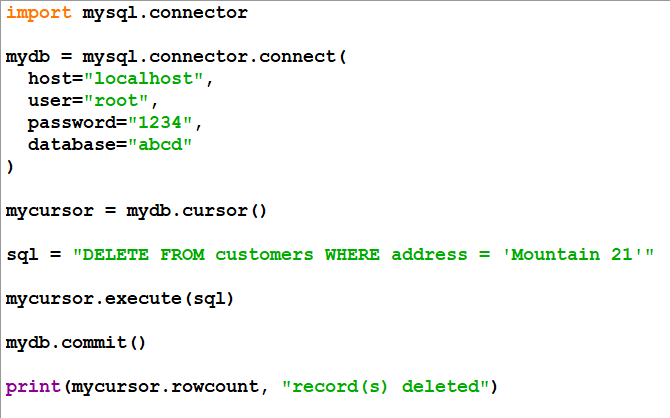 import mysql.connector
mydb = mysql.connector.connect(
  host="localhost",
  user="root",
  password="1234",
  database="abcd"
)
mycursor = mydb.cursor()
sql = "DELETE FROM customers WHERE address = 'Mountain 21'"
mycursor.execute(sql)
mydb.commit()
print(mycursor.rowcount, "record(s) deleted")